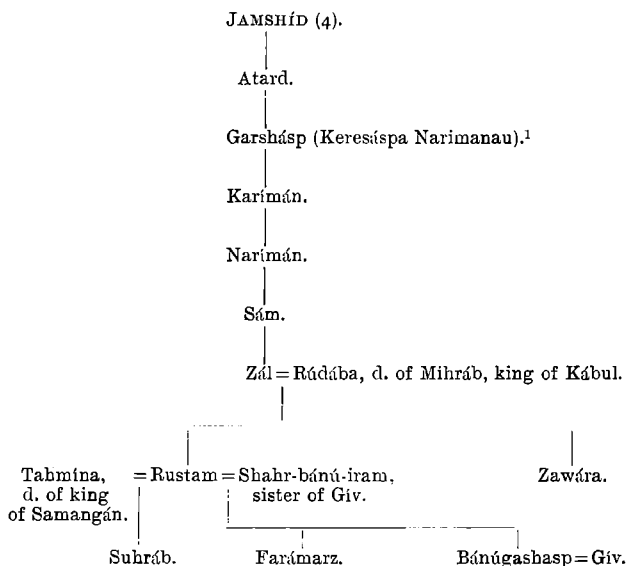 JAMSHÍD (4).
Atard.
Garshásp (Keresáspa Narimanau).¹
Karímán.
Narímán.
Sám.
Zál = Rúdába, d. of Mihráb, king of Kábul.
Tahmína, = Rustam = Shahr-bánú-iram, Zawára.
d. of king sister of Gív.
of Samangán.
Suhráb. Farámarz. Bánúgashasp = Gív.